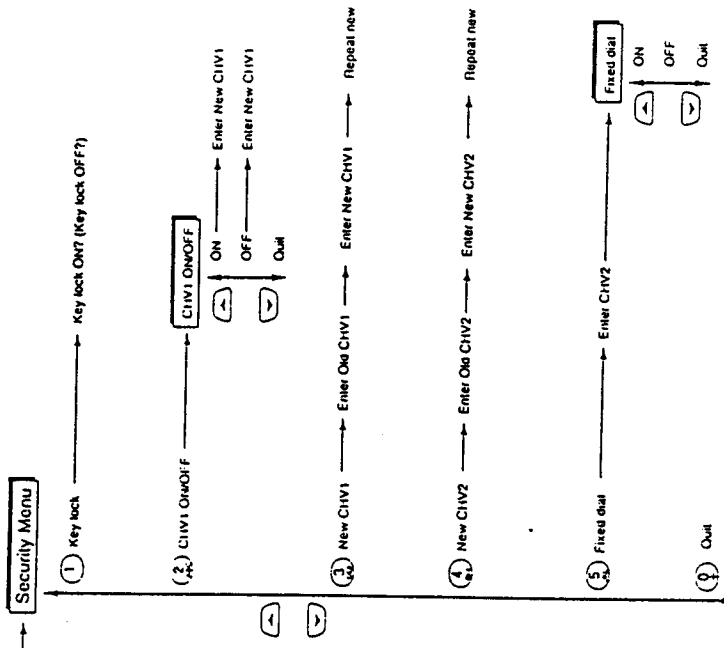 Security Menu
1 Key lock Key lock ON? (Key lock OFF?)
2 CHV1 ON/OFF CHV1 ON/OFF
ON Enter New CHV1
OFF Enter New CHV1
Quit
3 New CHV1 Enter Old CHV1 Enter New CHV1 Repeat new
4 New CHV2 Enter Old CHV2 Enter New CHV2 Repeat new
5 Fixed dial Enter CHV2 Fixed dial
ON
OFF
Quit
0 Quit